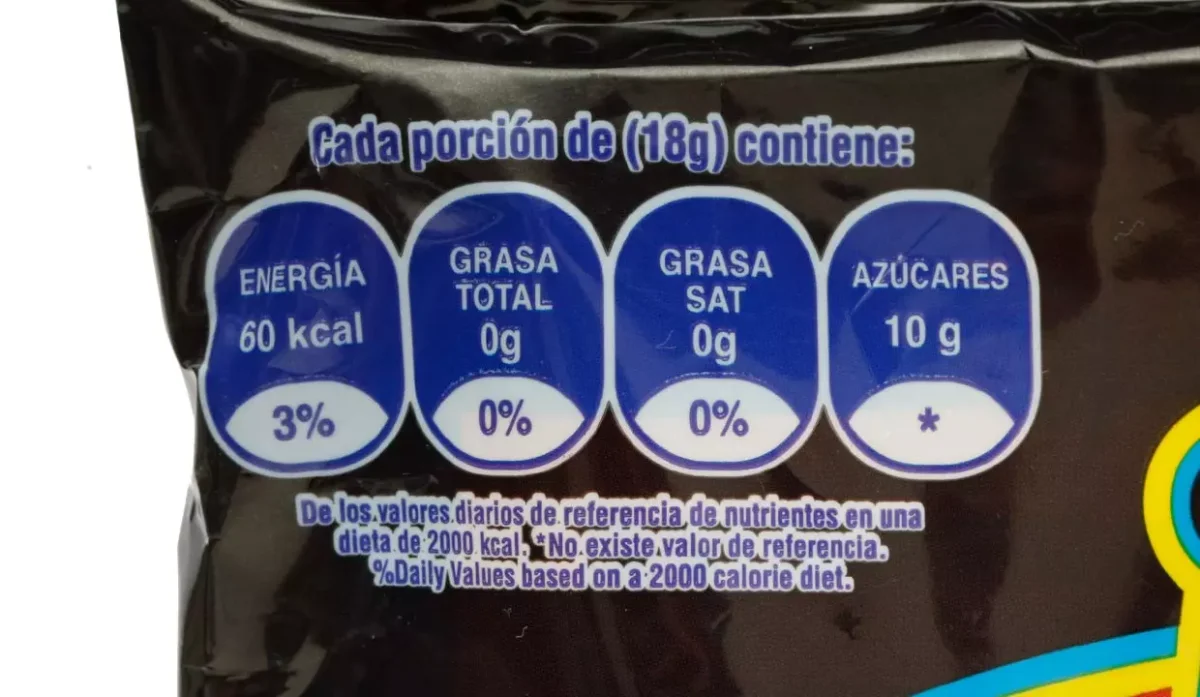 Cada porción de (18g) contiene:
ENERGÍA
60 kcal
3%
GRASA
TOTAL
0g
0%
GRASA
SAT
0g
0%
AZÚCARES
10 g
*
De los valores diarios de referencia de nutrientes en una
dieta de 2000 kcal. *No existe valor de referencia.
%Daily Values based on a 2000 calorie diet.